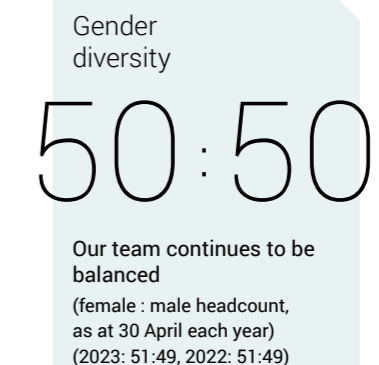 Gender
diversity
50 : 50
Our team continues to be
balanced
(female : male headcount,
as at 30 April each year)
(2023: 51:49, 2022: 51:49)